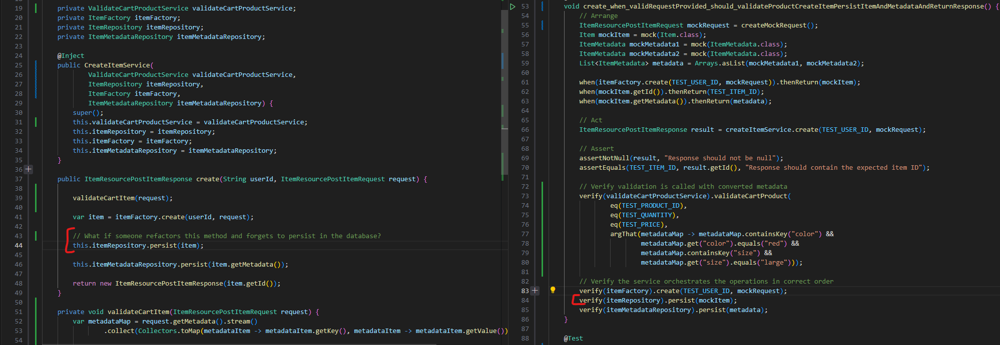 19 private ValidateCartProductService validateCartProductService;
20 private ItemFactory itemFactory;
21 private ItemRepository itemRepository;
22 private ItemMetadataRepository itemMetadataRepository;
23
24 @Inject
25 public CreateItemService(
26 ValidateCartProductService validateCartProductService,
27 ItemRepository itemRepository,
28 ItemFactory itemFactory,
29 ItemMetadataRepository itemMetadataRepository) {
30 super();
31 this.validateCartProductService = validateCartProductService;
32 this.itemRepository = itemRepository;
33 this.itemFactory = itemFactory;
34 this.itemMetadataRepository = itemMetadataRepository;
35 }
36
37 public ItemResourcePostItemResponse create(String userId, ItemResourcePostItemRequest request) {
38
39 validateCartItem(request);
40
41 var item = itemFactory.create(userId, request);
42
43 // What if someone refactors this method and forgets to persist in the database?
44 this.itemRepository.persist(item);
45
46 this.itemMetadataRepository.persist(item.getMetadata());
47
48 return new ItemResourcePostItemResponse(item.getId());
49 }
50
51 private void validateCartItem(ItemResourcePostItemRequest request) {
52 var metadataMap = request.getMetadata().stream()
53 .collect(Collectors.toMap(metadataItem -> metadataItem.getKey(), metadataItem -> metadataItem.getValue())
54
53 void create_when_validRequestProvided_should_validateProductCreateItemPersistItemAndMetadataAndReturnResponse() {
54 // Arrange
55 ItemResourcePostItemRequest mockRequest = createMockRequest();
56 Item mockItem = mock(Item.class);
57 ItemMetadata mockMetadata1 = mock(ItemMetadata.class);
58 ItemMetadata mockMetadata2 = mock(ItemMetadata.class);
59 List<ItemMetadata> metadata = Arrays.asList(mockMetadata1, mockMetadata2);
60
61 when(itemFactory.create(TEST_USER_ID, mockRequest)).thenReturn(mockItem);
62 when(mockItem.getId()).thenReturn(TEST_ITEM_ID);
63 when(mockItem.getMetadata()).thenReturn(metadata);
64
65 // Act
66 ItemResourcePostItemResponse result = createItemService.create(TEST_USER_ID, mockRequest);
67
68 // Assert
69 assertNotNull(result, "Response should not be null");
70 assertEquals(TEST_ITEM_ID, result.getId(), "Response should contain the expected item ID");
71
72 // Verify validation is called with converted metadata
73 verify(validateCartProductService).validateCartProduct(
74 eq(TEST_PRODUCT_ID),
75 eq(TEST_QUANTITY),
76 eq(TEST_PRICE),
77 argThat(metadataMap -> metadataMap.containsKey("color") &&
78 metadataMap.get("color").equals("red") &&
79 metadataMap.containsKey("size") &&
80 metadataMap.get("size").equals("large")));
81
82 // Verify the service orchestrates the operations in correct order
83 verify(itemFactory).create(TEST_USER_ID, mockRequest);
84 verify(itemRepository).persist(mockItem);
85 verify(itemMetadataRepository).persist(metadata);
86 }
87
88 @Test